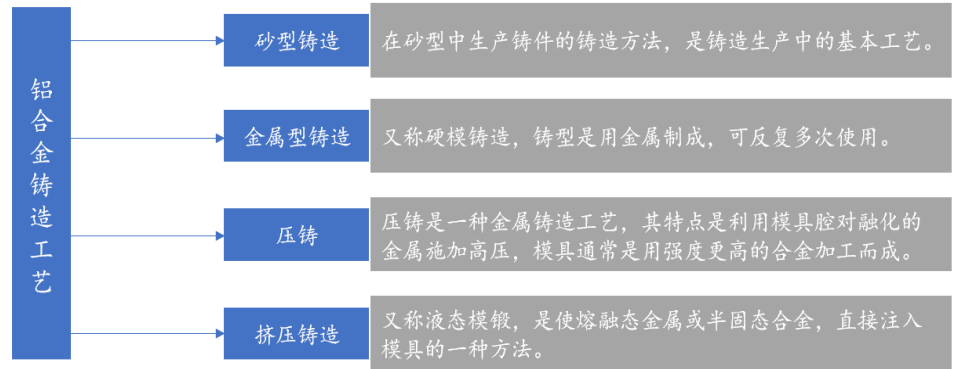 铝合金铸造工艺
砂型铸造
在砂型中生产铸件的铸造方法，是铸造生产中的基本工艺。
金属型铸造
又称硬模铸造，铸型是用金属制成，可反复多次使用。
压铸
压铸是一种金属铸造工艺，其特点是利用模具腔对融化的
金属施加高压，模具通常是用强度更高的合金加工而成。
挤压铸造
又称液态模锻，是使熔融态金属或半固态合金，直接注入
模具的一种方法。